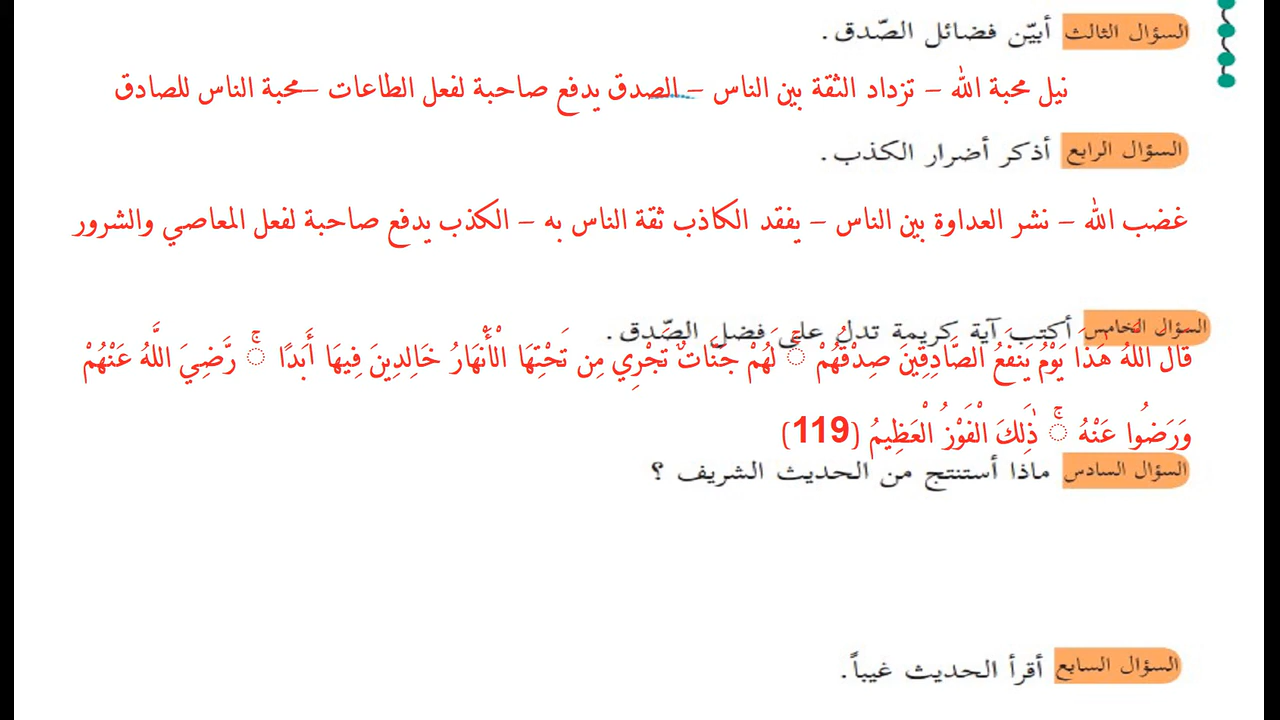 السؤال الثالث أبيّن فضائل الصّدق .
نيل محبة الله – تزداد الثقة بين الناس – الصدق يدفع صاحبة لفعل الطاعات –محبة الناس للصادق
السؤال الرابع أذكر أضرار الكذب .
غضب الله – نشر العداوة بين الناس – يفقد الكاذب ثقة الناس به – الكذب يدفع صاحبة لفعل المعاصي والشرور
السؤال الخامس أكتب آية كريمة تدل على فضل الصّدق .
قَالَ اللَّهُ هَٰذَا يَوْمُ يَنفَعُ الصَّادِقِينَ صِدْقُهُمْ ۚ لَهُمْ جَنَّاتٌ تَجْرِي مِن تَحْتِهَا الْأَنْهَارُ خَالِدِينَ فِيهَا أَبَدًا ۚ رَّضِيَ اللَّهُ عَنْهُمْ
وَرَضُوا عَنْهُ ۚ ذَٰلِكَ الْفَوْزُ الْعَظِيمُ (119)
السؤال السادس ماذا أستنتج من الحديث الشريف ؟
السؤال السابع أقرأ الحديث غيباً.